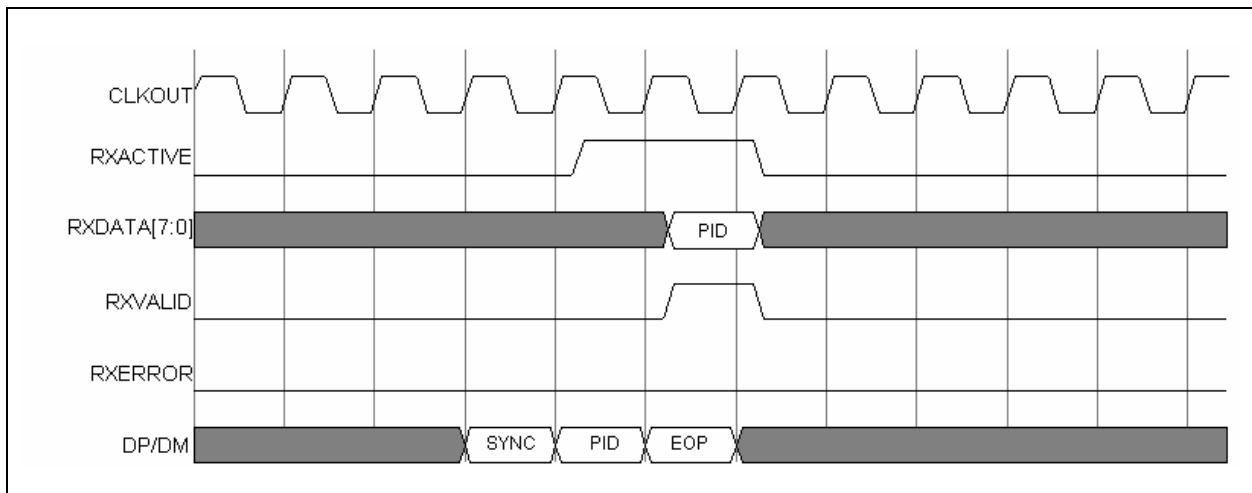 CLKOUT
RXACTIVE
RXDATA[7:0]
PID
RXVALID
RXERROR
DP/DM
SYNC
PID
EOP